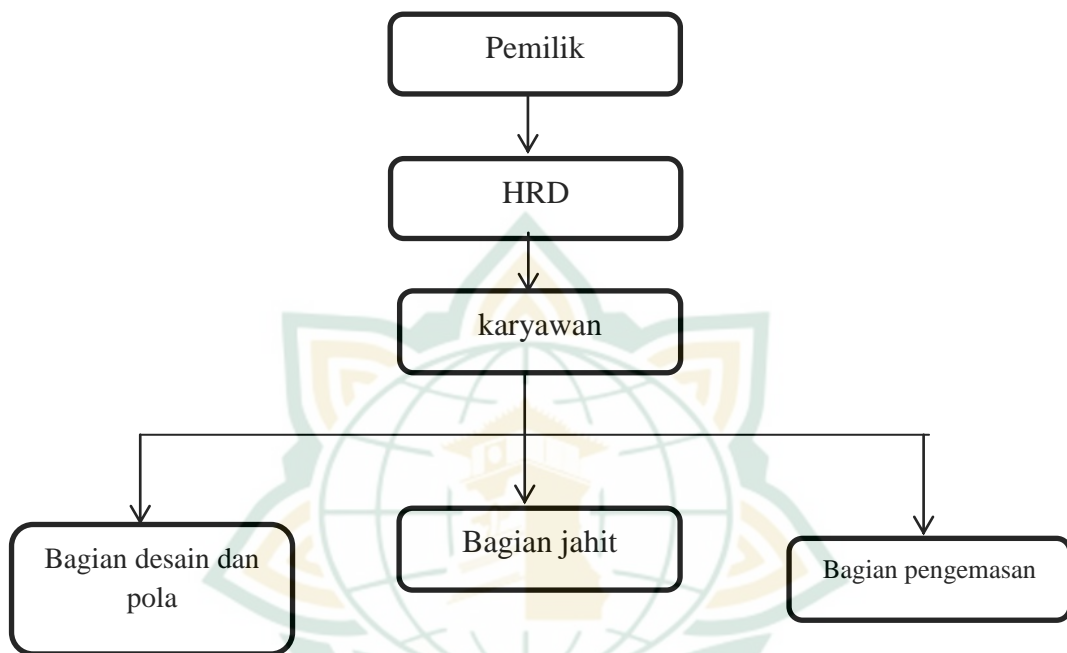 Pemilik
HRD
karyawan
Bagian desain dan
pola
Bagian jahit
Bagian pengemasan